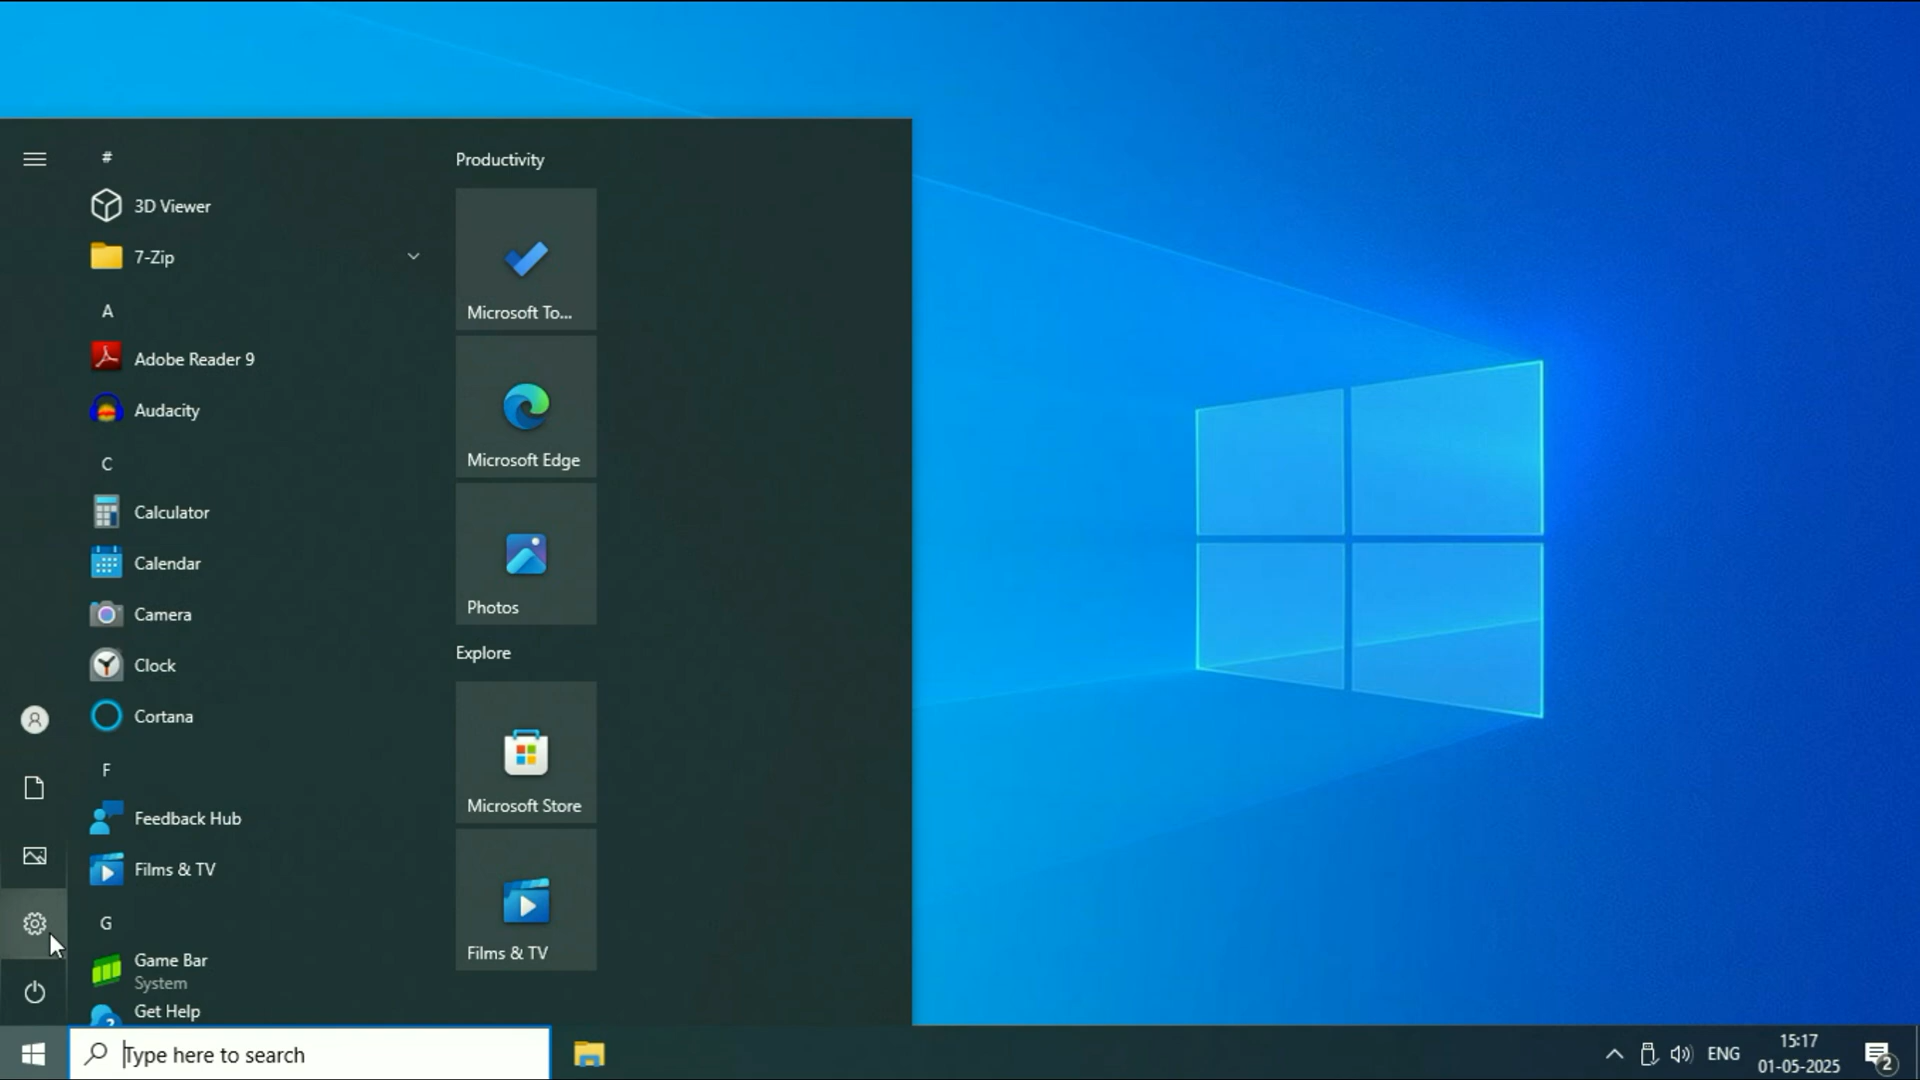 #
3D Viewer
7-Zip
A
Adobe Reader 9
Audacity
C
Calculator
Calendar
Camera
Clock
Cortana
F
Feedback Hub
Films & TV
G
Game Bar
System
Get Help
Productivity
Microsoft To...
Microsoft Edge
Photos
Explore
Microsoft Store
Films & TV
Type here to search
ENG
15:17
01-05-2025
2